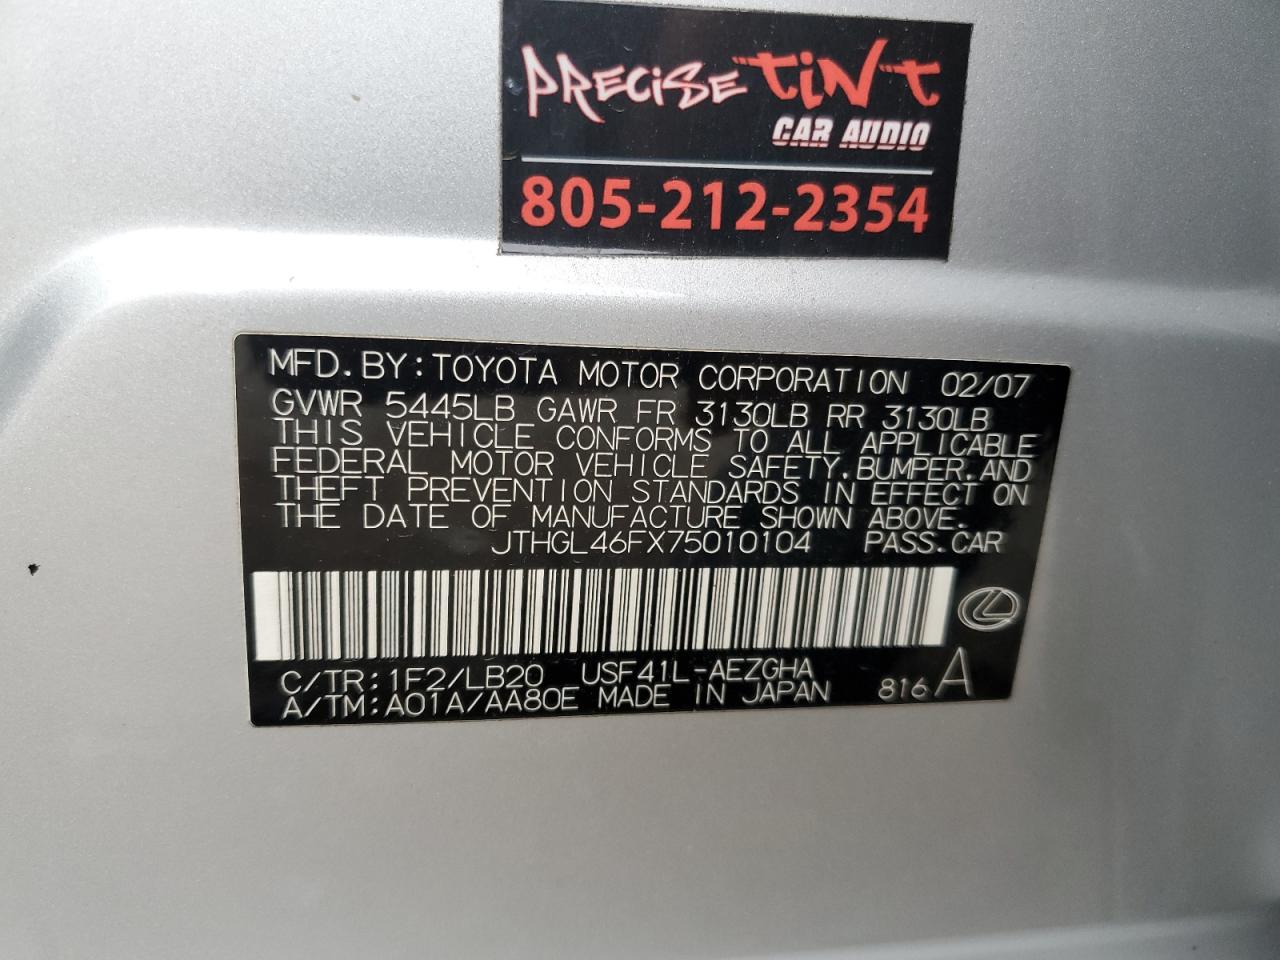 PRECISE TINT
CAR AUDIO
805-212-2354
MFD.BY:TOYOTA MOTOR CORPORATION 02/07
GVWR 5445LB GAWR FR 3130LB RR 3130LB
THIS VEHICLE CONFORMS TO ALL APPLICABLE
FEDERAL MOTOR VEHICLE SAFETY,BUMPER,AND
THEFT PREVENTION STANDARDS IN EFFECT ON
THE DATE OF MANUFACTURE SHOWN ABOVE.
JTHGL46FX75010104 PASS.CAR
C/TR:1F2/LB20 USF41L-AEZGHA
A/TM:A01A/AA80E MADE IN JAPAN 816 A